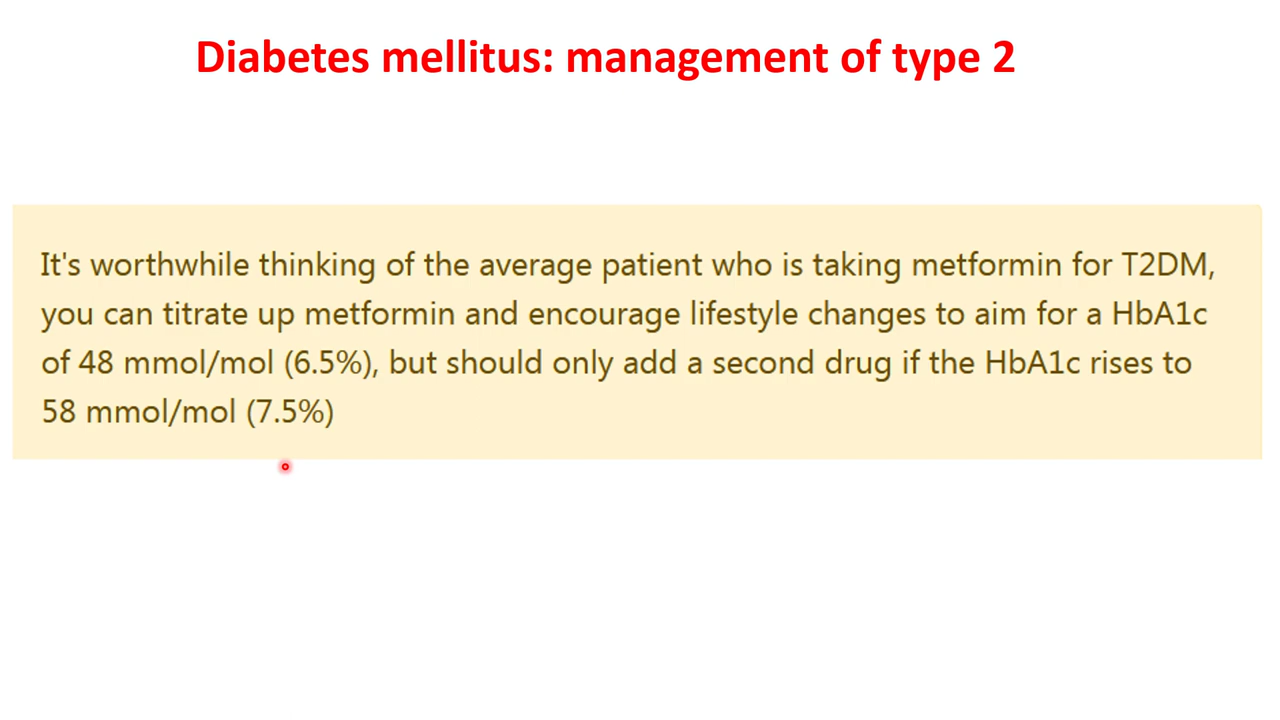 Diabetes mellitus: management of type 2
It's worthwhile thinking of the average patient who is taking metformin for T2DM,
you can titrate up metformin and encourage lifestyle changes to aim for a HbA1c
of 48 mmol/mol (6.5%), but should only add a second drug if the HbA1c rises to
58 mmol/mol (7.5%)